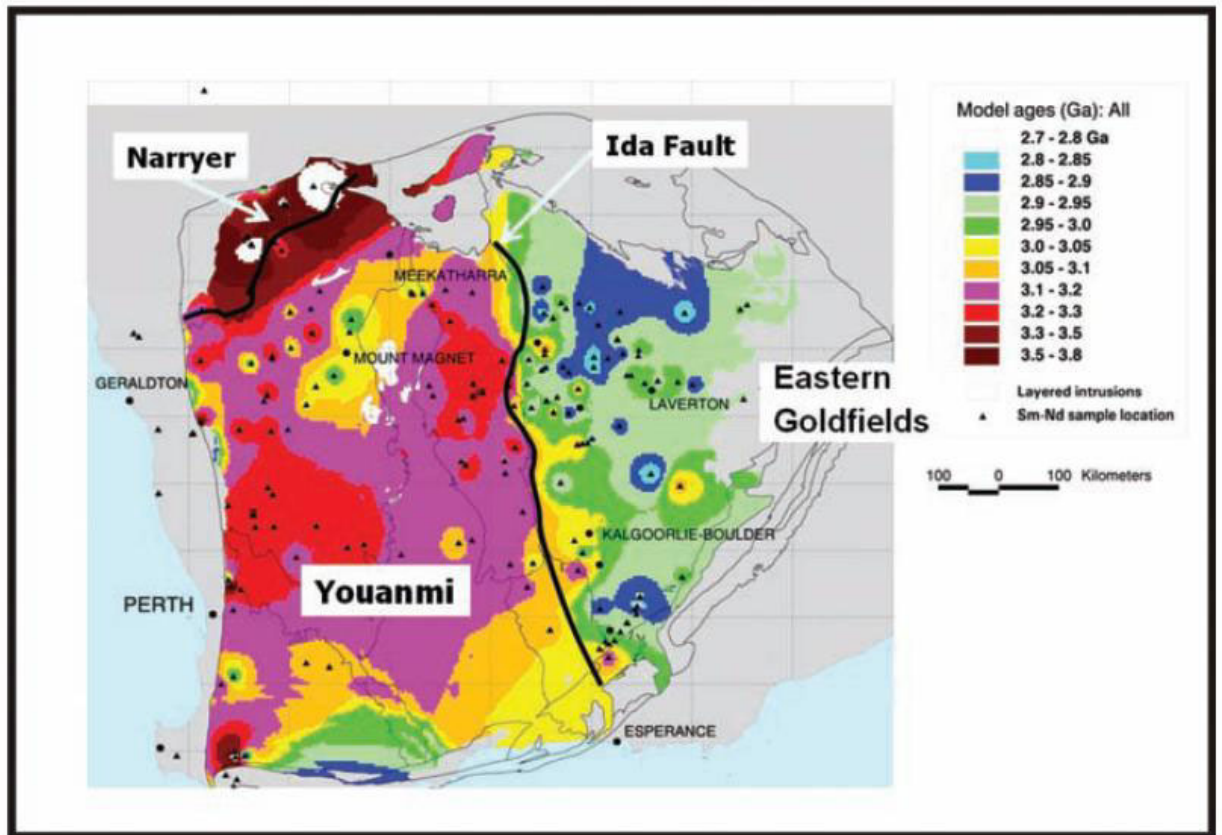 Narryer
Ida Fault
MEEKATHARRA
MOUNT MAGNET
GERALDTON
LAVERTON
Eastern
Goldfields
KALGOORLIE-BOULDER
Youanmi
PERTH
ESPERANCE
Model ages (Ga): All
2.7 - 2.8 Ga
2.8 - 2.85
2.85 - 2.9
2.9 - 2.95
2.95 - 3.0
3.0 - 3.05
3.05 - 3.1
3.1 - 3.2
3.2 - 3.3
3.3 - 3.5
3.5 - 3.8
Layered intrusions
Sm-Nd sample location
100 0 100 Kilometers